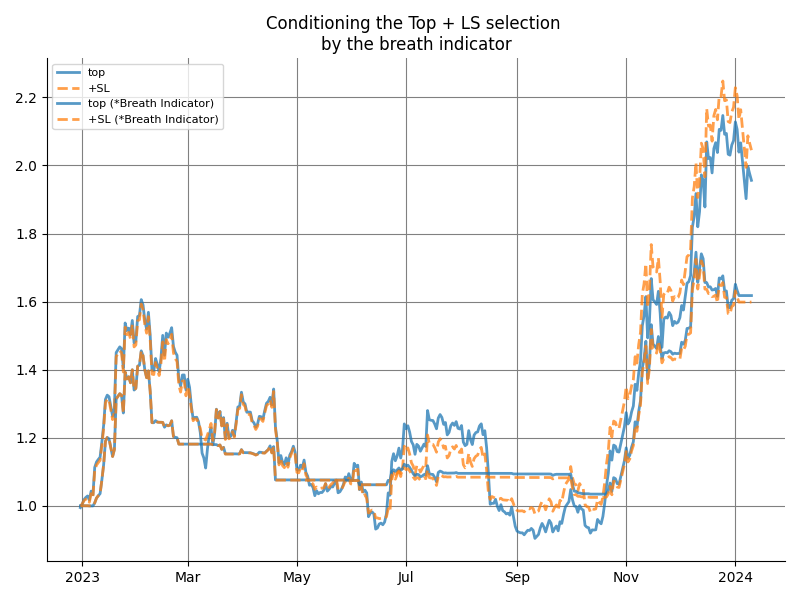 Conditioning the Top + LS selection
by the breath indicator
top
+SL
top (*Breath Indicator)
+SL (*Breath Indicator)
2.2
2.0
1.8
1.6
1.4
1.2
1.0
2023
Mar
May
Jul
Sep
Nov
2024